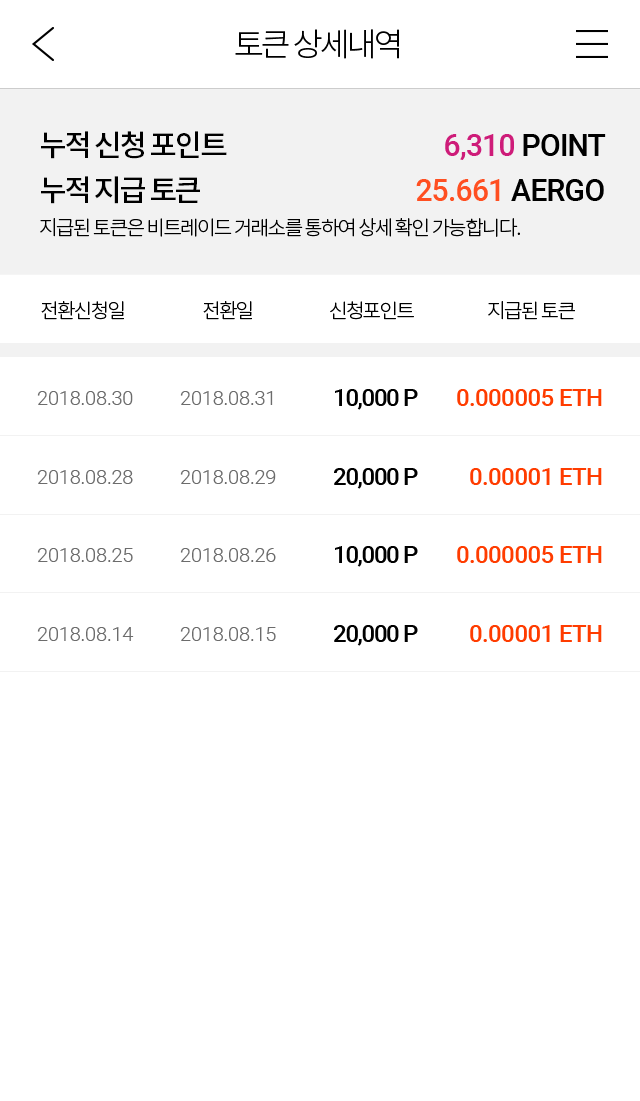 토큰 상세내역
누적 신청 포인트 6,310 POINT
누적 지급 토큰 25.661 AERGO
지급된 토큰은 비트레이드 거래소를 통하여 상세 확인 가능합니다.
전환신청일 전환일 신청포인트 지급된 토큰
2018.08.30 2018.08.31 10,000 P 0.000005 ETH
2018.08.28 2018.08.29 20,000 P 0.00001 ETH
2018.08.25 2018.08.26 10,000 P 0.000005 ETH
2018.08.14 2018.08.15 20,000 P 0.00001 ETH